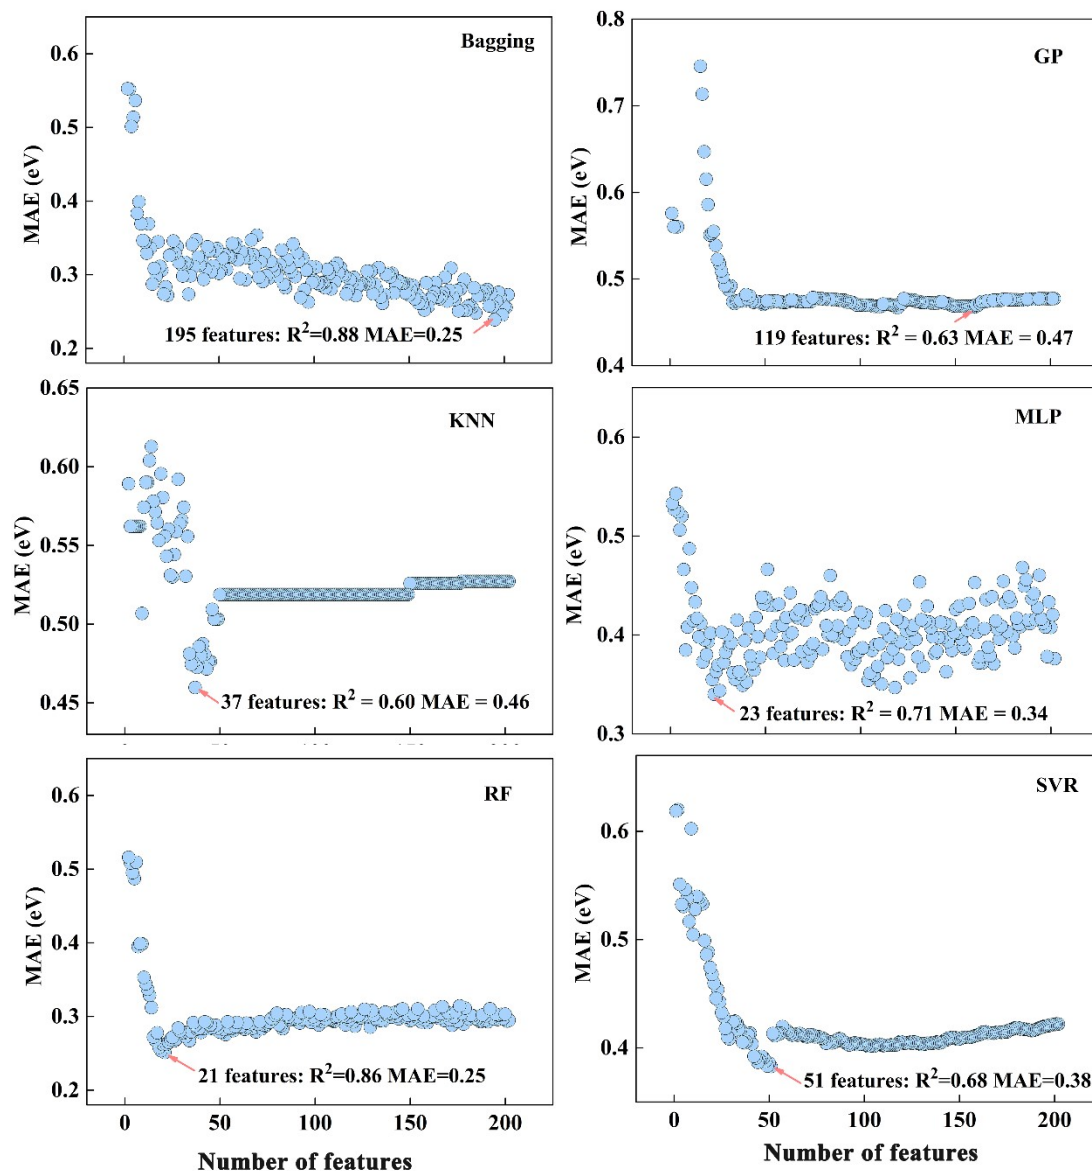 Bagging
0.6
0.5
0.4
0.3
0.2
MAE (eV)
195 features: R²=0.88 MAE=0.25
GP
0.8
0.7
0.6
0.5
0.4
MAE (eV)
119 features: R² = 0.63 MAE = 0.47
KNN
0.65
0.60
0.55
0.50
0.45
MAE (eV)
37 features: R² = 0.60 MAE = 0.46
MLP
0.6
0.5
0.4
0.3
MAE (eV)
23 features: R² = 0.71 MAE = 0.34
RF
0.6
0.5
0.4
0.3
0.2
MAE (eV)
21 features: R²=0.86 MAE=0.25
0 50 100 150 200
Number of features
SVR
0.6
0.5
0.4
MAE (eV)
51 features: R²=0.68 MAE=0.38
0 50 100 150 200
Number of features